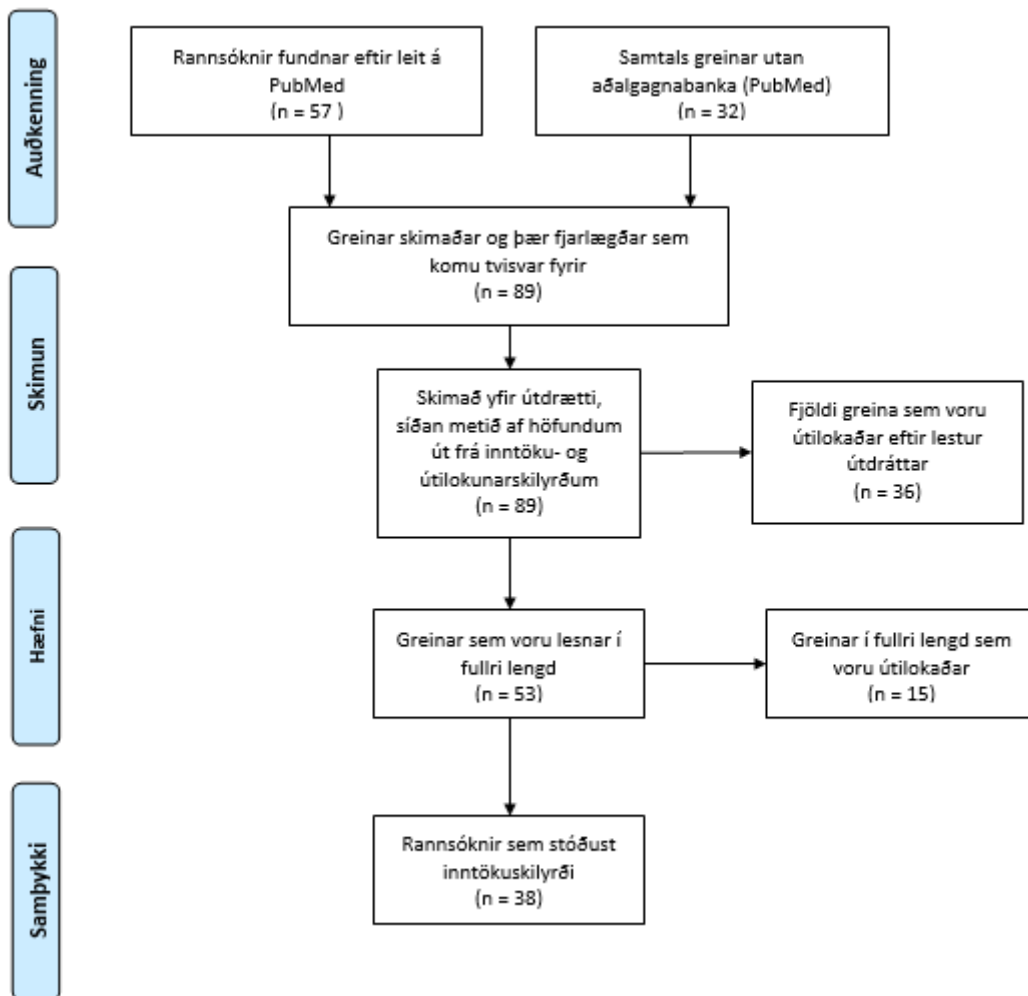 Auðkenning
Rannsóknir fundnar eftir leit á
PubMed
(n = 57 )
Samtals greinar utan
aðalgagnabanka (PubMed)
(n = 32)
Greinar skimaðar og þær fjarlægðar sem
komu tvisvar fyrir
(n = 89)
Skimun
Skimað yfir útdrætti,
síðan metið af höfundum
út frá inntöku- og
útilokunarskilyrðum
(n = 89)
Fjöldi greina sem voru
útilokaðar eftir lestur
útdráttar
(n = 36)
Hæfni
Greinar sem voru lesnar í
fullri lengd
(n = 53)
Greinar í fullri lengd sem
voru útilokaðar
(n = 15)
Samþykki
Rannsóknir sem stóðust
inntökuskilyrði
(n = 38)